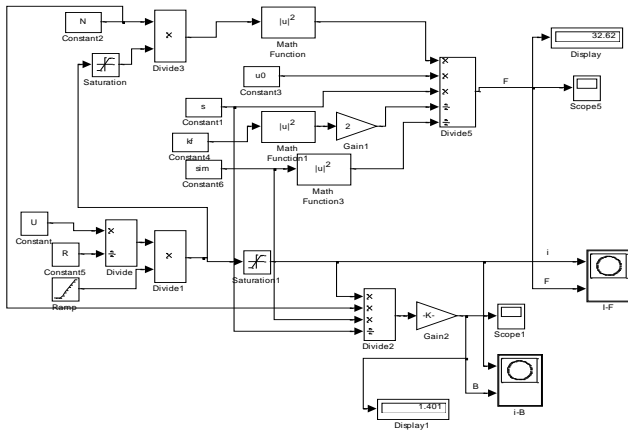 N
Constant2
Saturation
×
Divide3
|u|²
Math
Function
32.62
Display
u0
Constant3
s
Constant1
×
×
×
÷
÷
Divide5
F
Scope5
kf
Constant4
|u|²
Math
Function1
2
Gain1
sim
Constant6
|u|²
Math
Function3
U
Constant
×
÷
Divide
R
Constant5
Ramp
×
Divide1
Saturation1
i
F
I-F
×
×
×
÷
Divide2
-K-
Gain2
Scope1
B
i
i-B
1.401
Display1